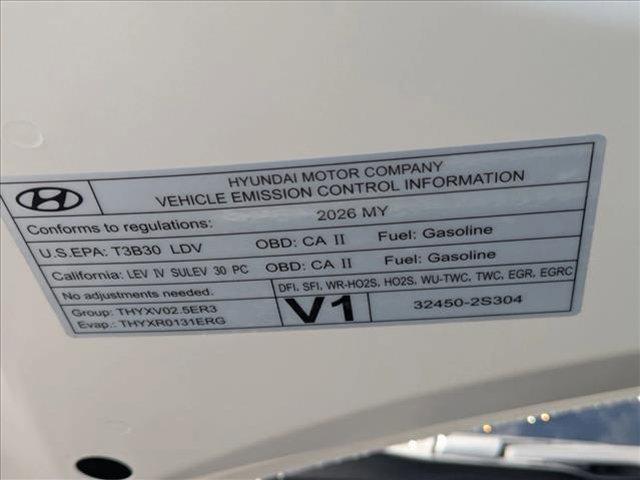 HYUNDAI MOTOR COMPANY
VEHICLE EMISSION CONTROL INFORMATION
Conforms to regulations: 2026 MY
U.S.EPA: T3B30 LDV OBD: CA II Fuel: Gasoline
California: LEV IV SULEV 30 PC OBD: CA II Fuel: Gasoline
No adjustments needed. DFI, SFI, WR-HO2S, HO2S, WU-TWC, TWC, EGR, EGRC
Group: THYXV02.5ER3
Evap.: THYXR0131ERG
V1 32450-2S304